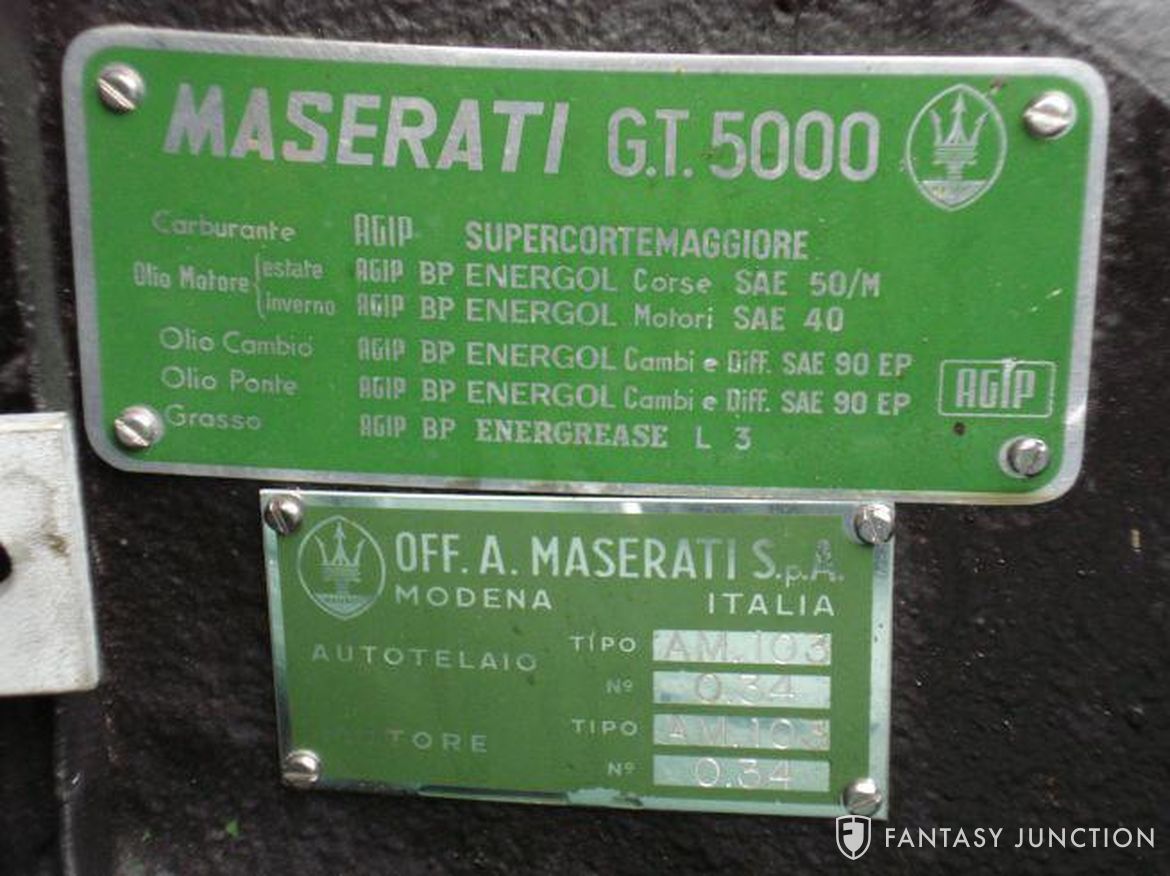 MASERATI G.T. 5000
Carburante AGIP SUPERCORTEMAGGIORE
Olio Motore { estate AGIP BP ENERGOL Corse SAE 50/M
inverno AGIP BP ENERGOL Motori SAE 40
Olio Cambio AGIP BP ENERGOL Cambi e Diff. SAE 90 EP
Olio Ponte AGIP BP ENERGOL Cambi e Diff. SAE 90 EP
Grasso AGIP BP ENERGREASE L 3
AGIP
OFF. A. MASERATI S.p.A.
MODENA ITALIA
AUTOTELAIO TIPO AM.103
Nº 0.34
MOTORE TIPO AM.103
Nº 0.34
FANTASY JUNCTION